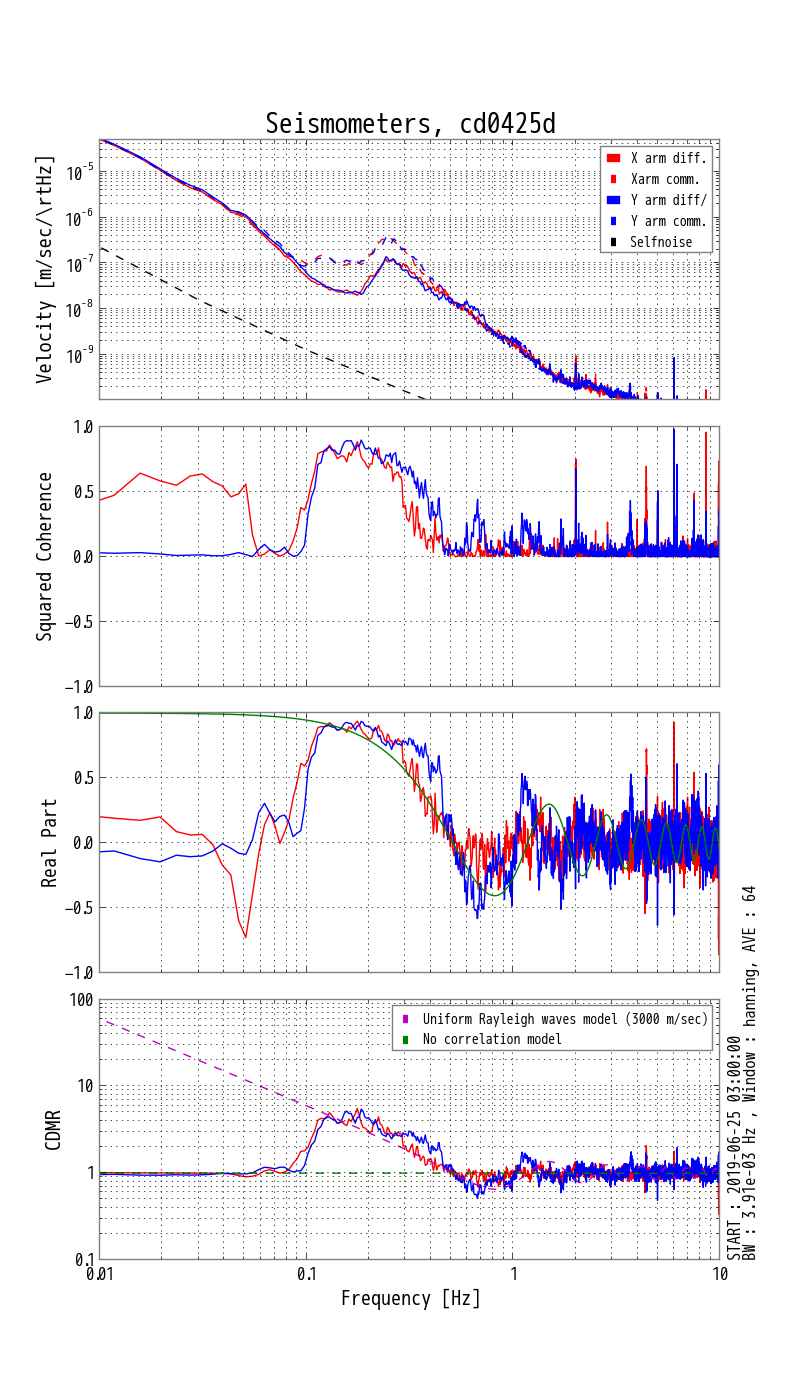 Seismometers, cd0425d
Velocity [m/sec/\rtHz]
10^-5
10^-6
10^-7
10^-8
10^-9
X arm diff.
Xarm comm.
Y arm diff/
Y arm comm.
Selfnoise
Squared Coherence
1.0
0.5
0.0
−0.5
−1.0
Real Part
1.0
0.5
0.0
−0.5
−1.0
CDMR
100
10
1
0.1
Uniform Rayleigh waves model (3000 m/sec)
No correlation model
0.01
0.1
1
10
Frequency [Hz]
START : 2019-06-25 03:00:00
BW : 3.91e-03 Hz , Window : hanning, AVE : 64